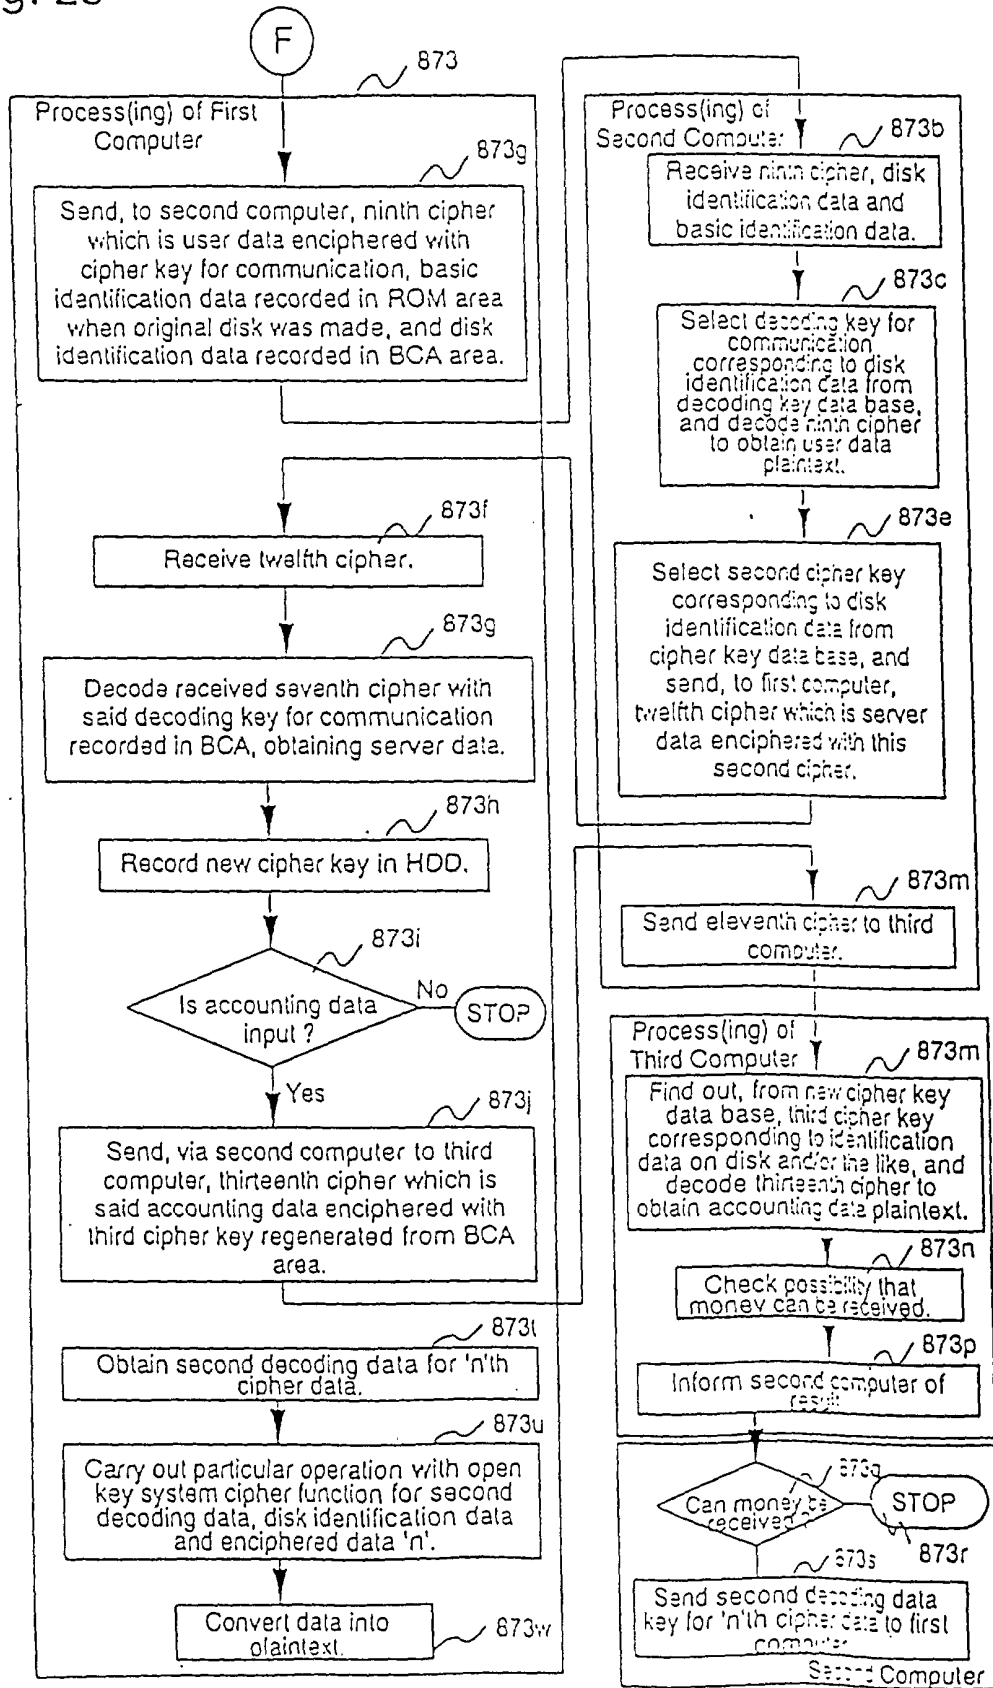 F
873
Process(ing) of First
Computer
873g
Send, to second computer, ninth cipher
which is user data enciphered with
cipher key for communication, basic
identification data recorded in ROM area
when original disk was made, and disk
identification data recorded in BCA area.
873f
Receive twelfth cipher.
873g
Decode received seventh cipher with
said decoding key for communication
recorded in BCA, obtaining server data.
873h
Record new cipher key in HDD.
873i
Is accounting data
input ?
No
STOP
Yes
873j
Send, via second computer to third
computer, thirteenth cipher which is
said accounting data enciphered with
third cipher key regenerated from BCA
area.
873t
Obtain second decoding data for 'n'th
cipher data.
873u
Carry out particular operation with open
key system cipher function for second
decoding data, disk identification data
and enciphered data 'n'.
Convert data into
plaintext.
873w
Process(ing) of
Second Computer
873b
Receive ninth cipher, disk
identification data and
basic identification data.
873c
Select decoding key for
communication
corresponding to disk
identification data from
decoding key data base,
and decode ninth cipher
to obtain user data
plaintext.
873e
Select second cipher key
corresponding to disk
identification data from
cipher key data base, and
send, to first computer,
twelfth cipher which is server
data enciphered with this
second cipher.
873m
Send eleventh cipher to third
computer.
Process(ing) of
Third Computer
873m
Find out, from new cipher key
data base, third cipher key
corresponding to identification
data on disk and/or the like, and
decode thirteenth cipher to
obtain accounting data plaintext.
873n
Check possibility that
money can be received.
873p
Inform second computer of
result
873q
Can money be
received ?
STOP
873r
873s
Send second decoding data
key for 'n'th cipher data to first
computer
Second Computer